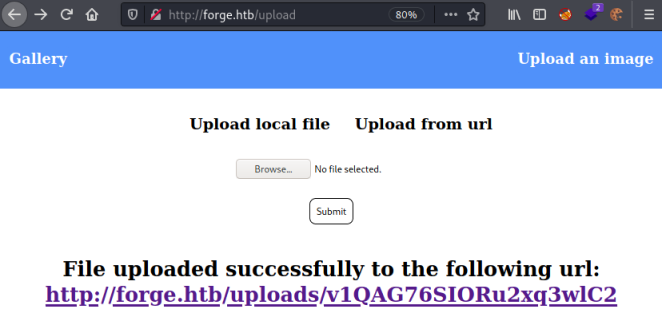 http://forge.htb/upload 80%
2
Gallery Upload an image
Upload local file Upload from url
Browse... No file selected.
Submit
File uploaded successfully to the following url:
http://forge.htb/uploads/v1QAG76SIORu2xq3wlC2